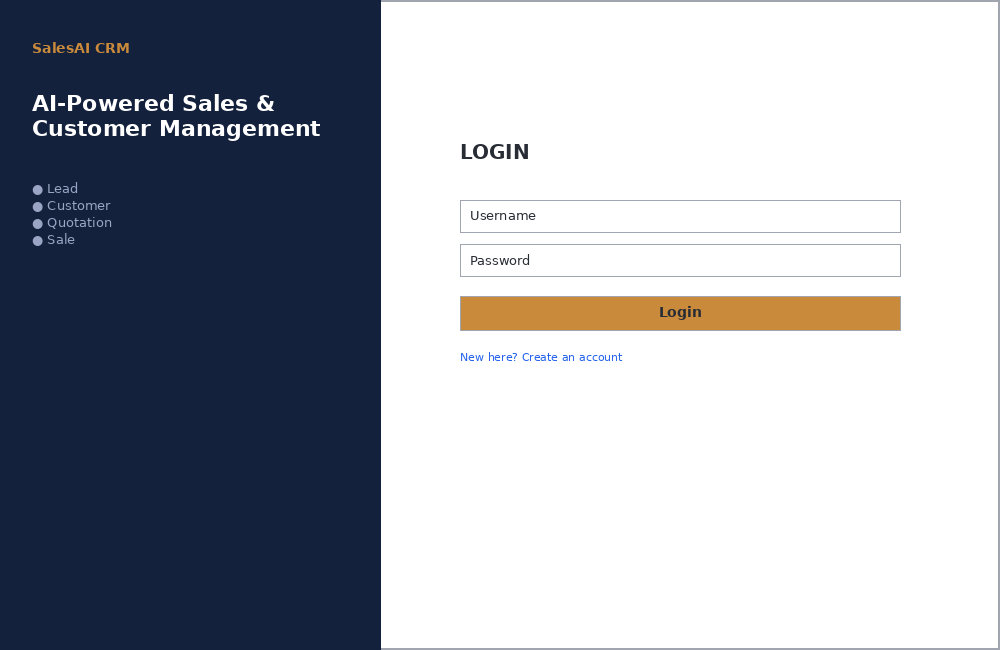 SalesAI CRM
AI-Powered Sales &
Customer Management
● Lead
● Customer
● Quotation
● Sale
LOGIN
Username
Password
Login
New here? Create an account